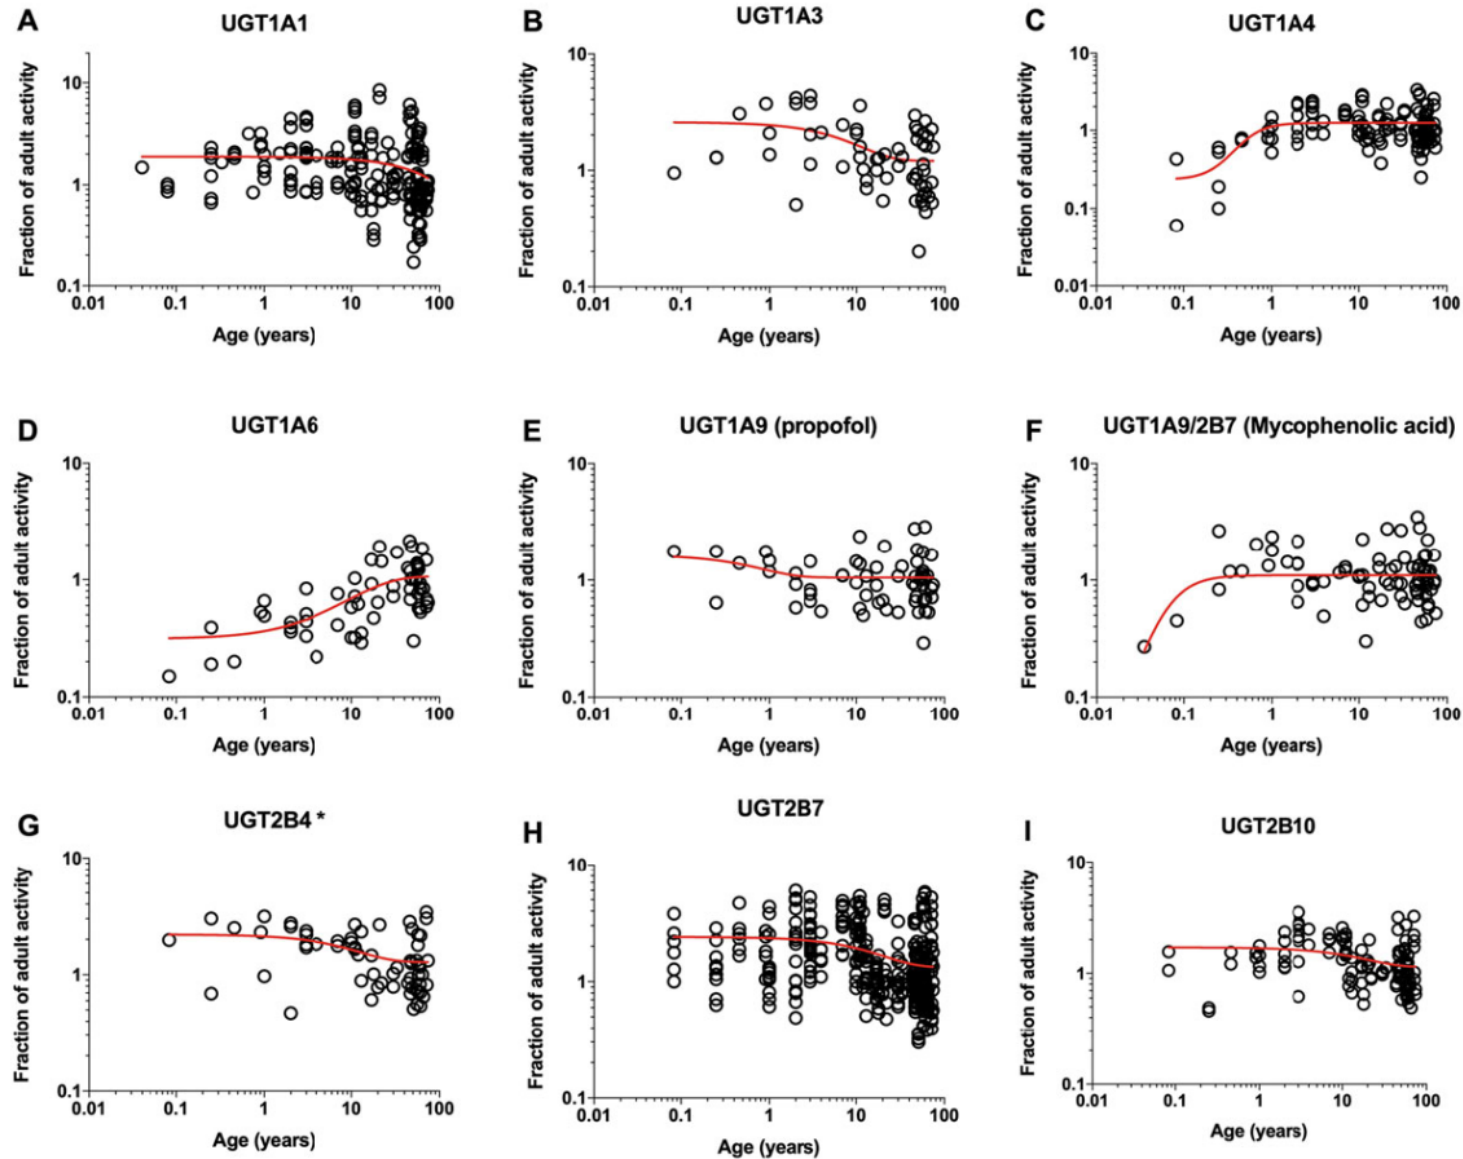 A
UGT1A1
Fraction of adult activity
10
1
0.1
0.01 0.1 1 10 100
Age (years)
B
UGT1A3
Fraction of adult activity
10
1
0.1
0.01 0.1 1 10 100
Age (years)
C
UGT1A4
Fraction of adult activity
10
1
0.1
0.01
0.01 0.1 1 10 100
Age (years)
D
UGT1A6
Fraction of adult activity
10
1
0.1
0.01 0.1 1 10 100
Age (years)
E
UGT1A9 (propofol)
Fraction of adult activity
10
1
0.1
0.01 0.1 1 10 100
Age (years)
F
UGT1A9/2B7 (Mycophenolic acid)
Fraction of adult activity
10
1
0.1
0.01 0.1 1 10 100
Age (years)
G
UGT2B4 *
Fraction of adult activity
10
1
0.1
0.01 0.1 1 10 100
Age (years)
H
UGT2B7
Fraction of adult activity
10
1
0.1
0.01 0.1 1 10 100
Age (years)
I
UGT2B10
Fraction of adult activity
10
1
0.1
0.01 0.1 1 10 100
Age (years)